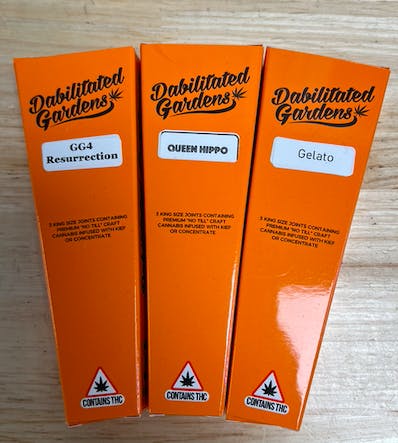 Dabilitated
Gardens
GG4
Resurrection
3 KING SIZE JOINTS CONTAINING
PREMIUM "NO TILL" CRAFT
CANNABIS INFUSED WITH KIEF
OR CONCENTRATE
CONTAINS THC
Dabilitated
Gardens
QUEEN HIPPO
3 KING SIZE JOINTS CONTAINING
PREMIUM "NO TILL" CRAFT
CANNABIS INFUSED WITH KIEF
OR CONCENTRATE
CONTAINS THC
Dabilitated
Gardens
Gelato
3 KING SIZE JOINTS CONTAINING
PREMIUM "NO TILL" CRAFT
CANNABIS INFUSED WITH KIEF
OR CONCENTRATE
CONTAINS THC